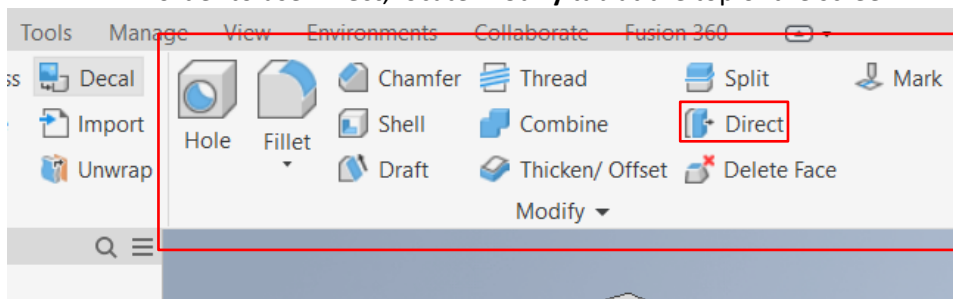 Tools Manage View Environments Collaborate Fusion 360
ss Decal Chamfer Thread Split Mark
Import Hole Fillet Shell Combine Direct
Unwrap Draft Thicken/ Offset Delete Face
Modify